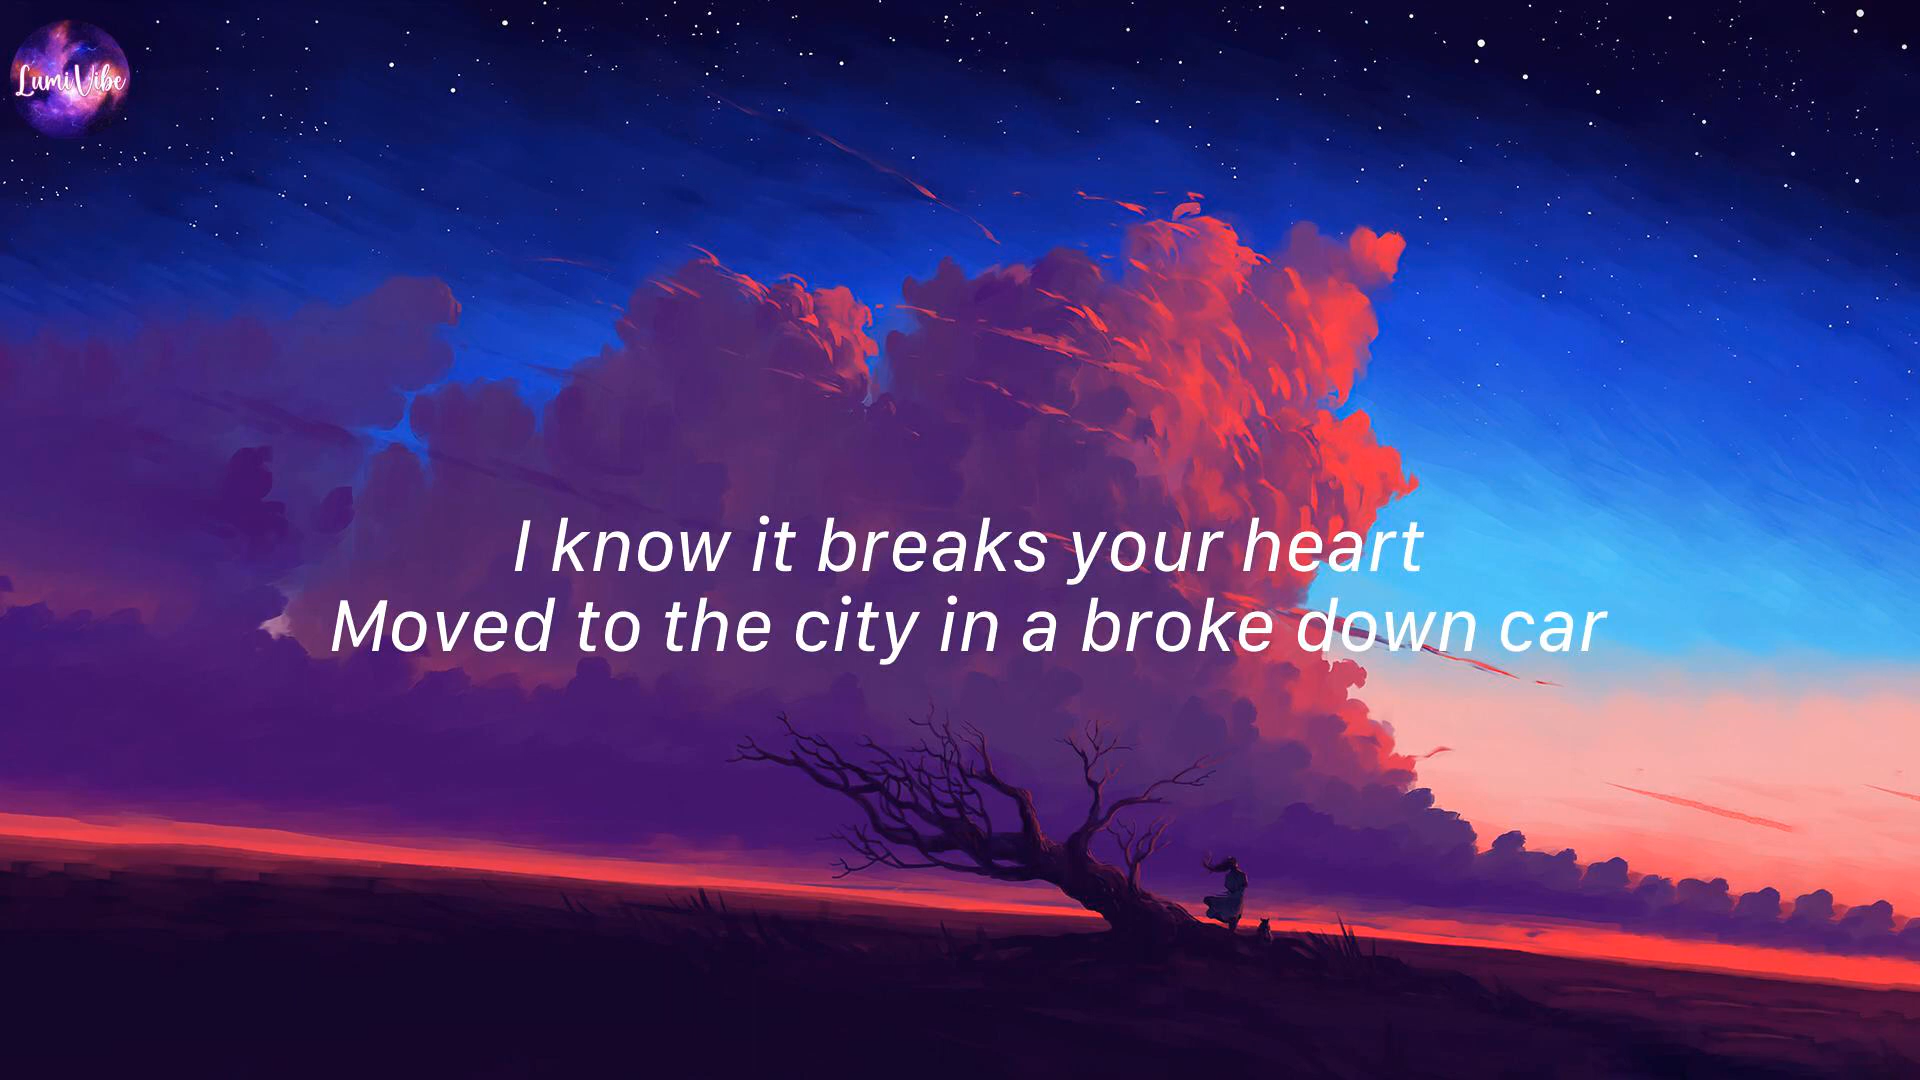 LumiVibe
I know it breaks your heart
Moved to the city in a broke down car